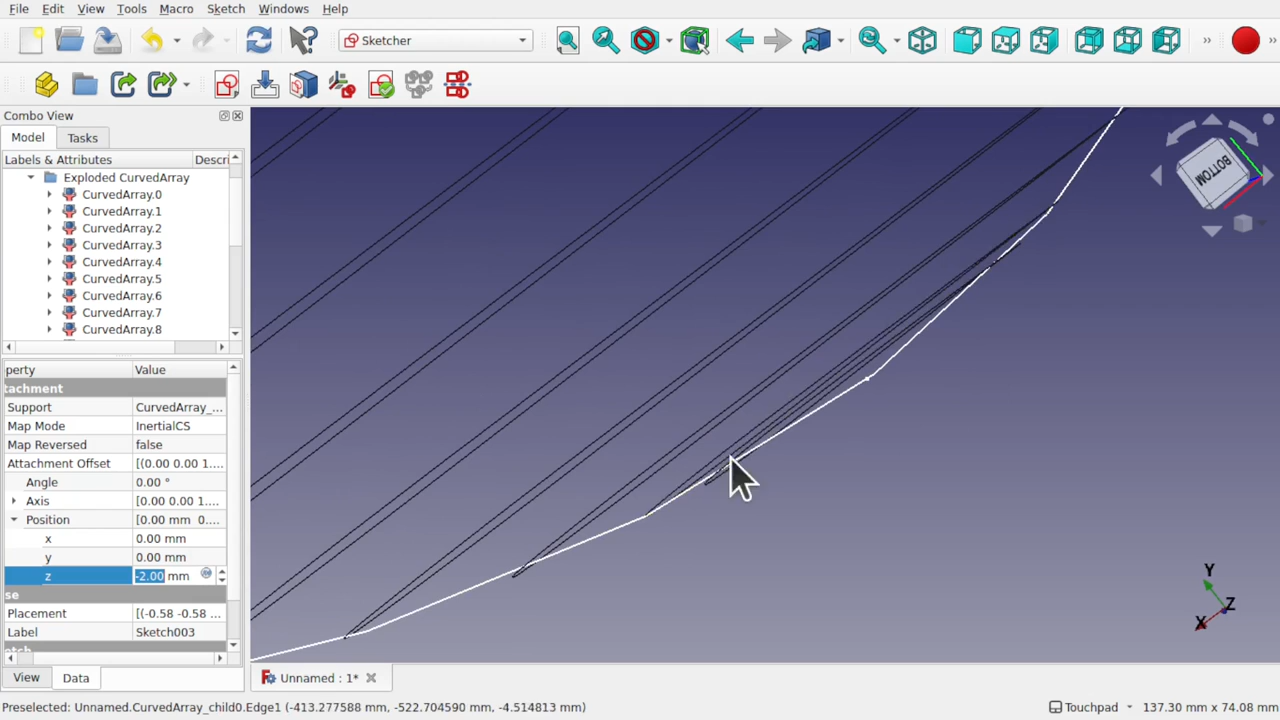 File Edit View Tools Macro Sketch Windows Help
Sketcher
Combo View
Model Tasks
Labels & Attributes Descri
Exploded CurvedArray
CurvedArray.0
CurvedArray.1
CurvedArray.2
CurvedArray.3
CurvedArray.4
CurvedArray.5
CurvedArray.6
CurvedArray.7
CurvedArray.8
BOTTOM
perty Value
tachment
Support CurvedArray_...
Map Mode InertialCS
Map Reversed false
Attachment Offset [(0.00 0.00 1....
Angle 0.00 °
Axis [0.00 0.00 1....
Position [0.00 mm 0....
x 0.00 mm
y 0.00 mm
z -2.00 mm
se
Placement [(-0.58 -0.58 ...
Label Sketch003
etch
View Data
Y
Z
X
Unnamed : 1*
Preselected: Unnamed.CurvedArray_child0.Edge1 (-413.277588 mm, -522.704590 mm, -4.514813 mm)
Touchpad 137.30 mm x 74.08 mm